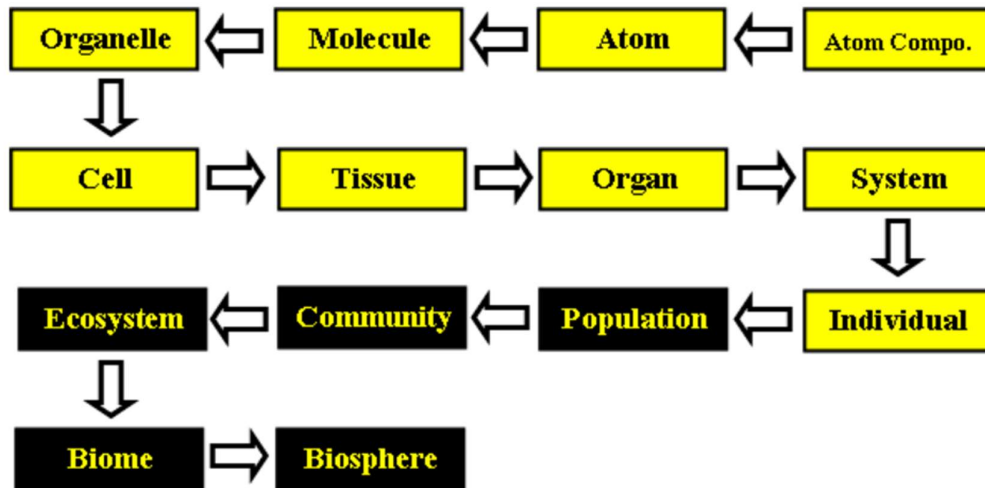 Organelle Molecule Atom Atom Compo.
Cell Tissue Organ System
Ecosystem Community Population Individual
Biome Biosphere